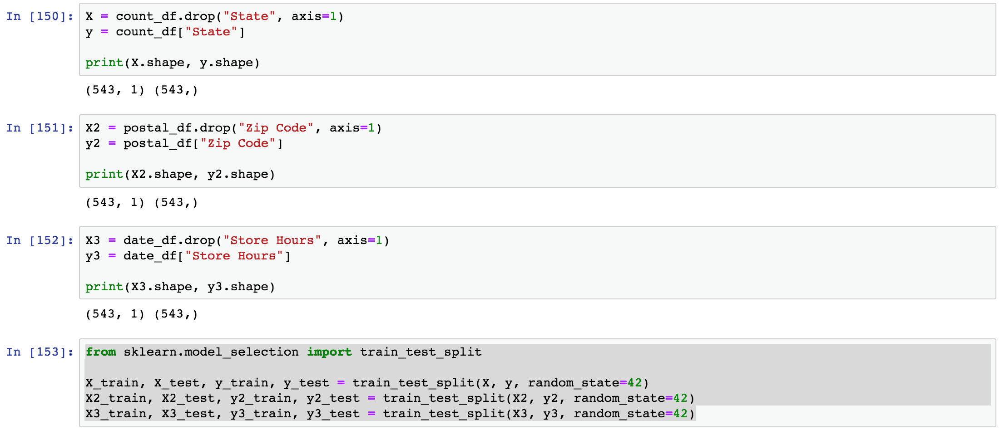 In [150]: X = count_df.drop("State", axis=1)
y = count_df["State"]
print(X.shape, y.shape)
(543, 1) (543,)
In [151]: X2 = postal_df.drop("Zip Code", axis=1)
y2 = postal_df["Zip Code"]
print(X2.shape, y2.shape)
(543, 1) (543,)
In [152]: X3 = date_df.drop("Store Hours", axis=1)
y3 = date_df["Store Hours"]
print(X3.shape, y3.shape)
(543, 1) (543,)
In [153]: from sklearn.model_selection import train_test_split
X_train, X_test, y_train, y_test = train_test_split(X, y, random_state=42)
X2_train, X2_test, y2_train, y2_test = train_test_split(X2, y2, random_state=42)
X3_train, X3_test, y3_train, y3_test = train_test_split(X3, y3, random_state=42)